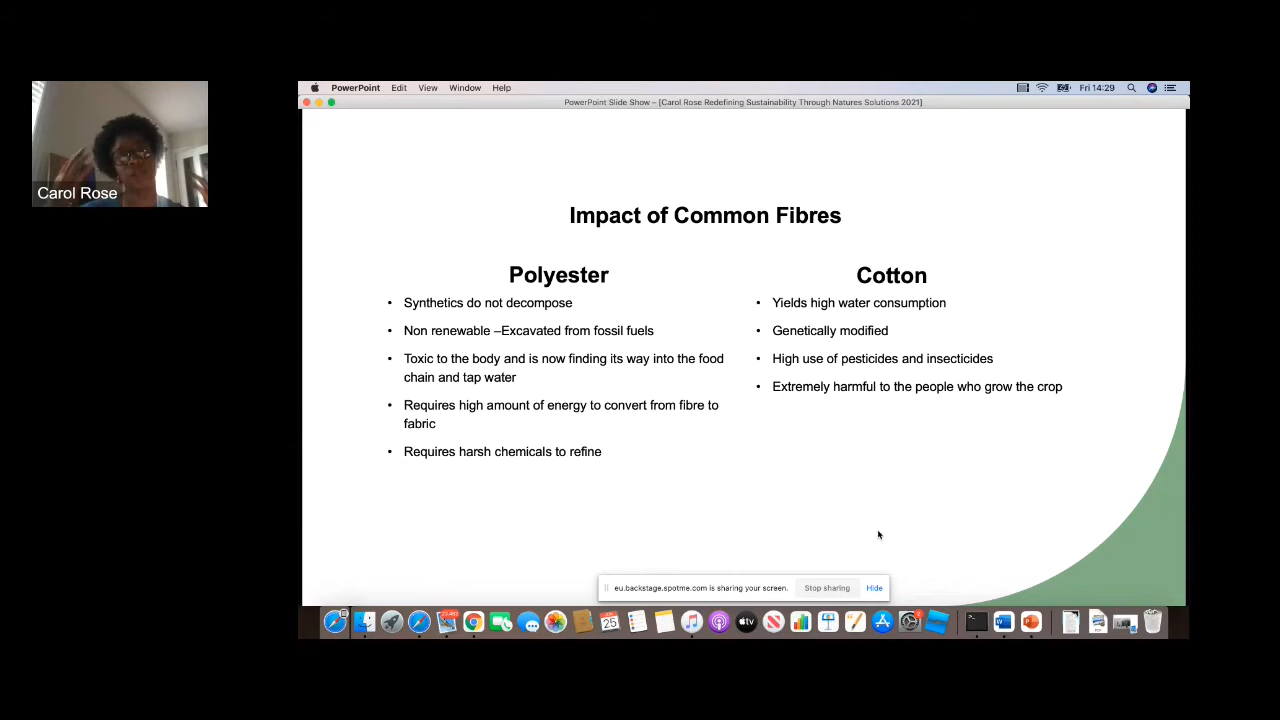 PowerPoint Edit View Window Help Fri 14:29
PowerPoint Slide Show – [Carol Rose Redefining Sustainability Through Natures Solutions 2021]
Carol Rose
Impact of Common Fibres
Polyester
• Synthetics do not decompose
• Non renewable –Excavated from fossil fuels
• Toxic to the body and is now finding its way into the food
chain and tap water
• Requires high amount of energy to convert from fibre to
fabric
• Requires harsh chemicals to refine
Cotton
• Yields high water consumption
• Genetically modified
• High use of pesticides and insecticides
• Extremely harmful to the people who grow the crop
eu.backstage.spotme.com is sharing your screen. Stop sharing Hide
25
tv